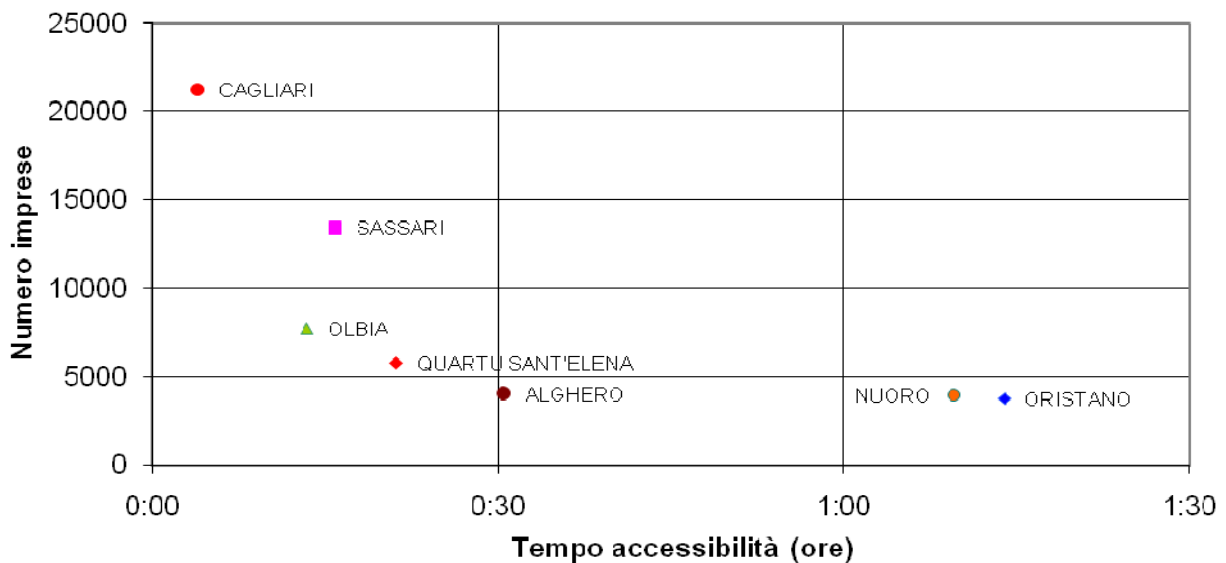 25000
CAGLIARI
20000
15000
SASSARI
10000
OLBIA
QUARTU SANT'ELENA
5000
ALGHERO
NUORO
ORISTANO
0
0:00
0:30
1:00
1:30
Numero imprese
Tempo accessibilità (ore)